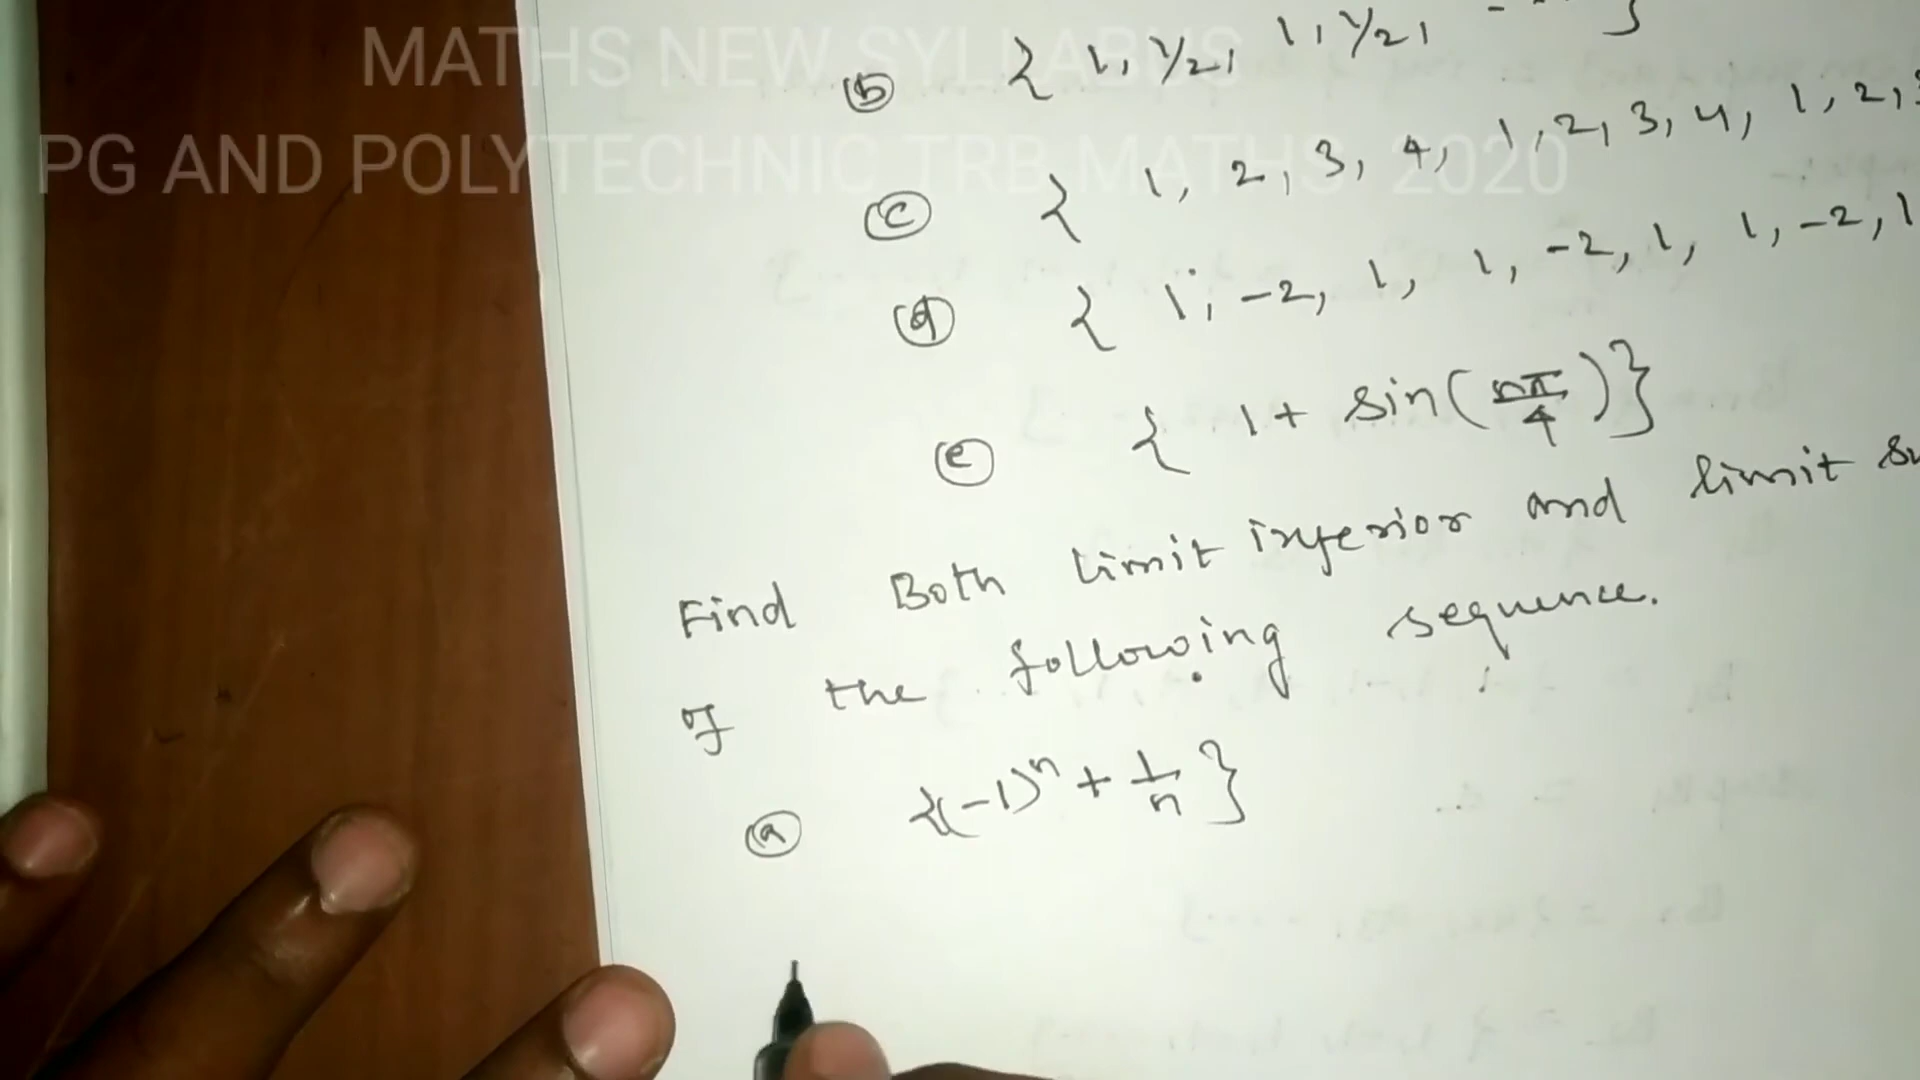 MATHS NEW SYLLABUS
PG AND POLYTECHNIC TRB MATHS 2020
(b) { 1, 1/2, 1, 1/2, - - - }
(c) { 1, 2, 3, 4, 1, 2, 3, 4, 1, 2, 3
(d) { 1, -2, 1, 1, -2, 1, 1, -2, 1
(e) { 1 + sin(nπ/4) }
Find Both limit inferior and limit
of the following sequence.
(a) {(-1)ⁿ + 1/n }